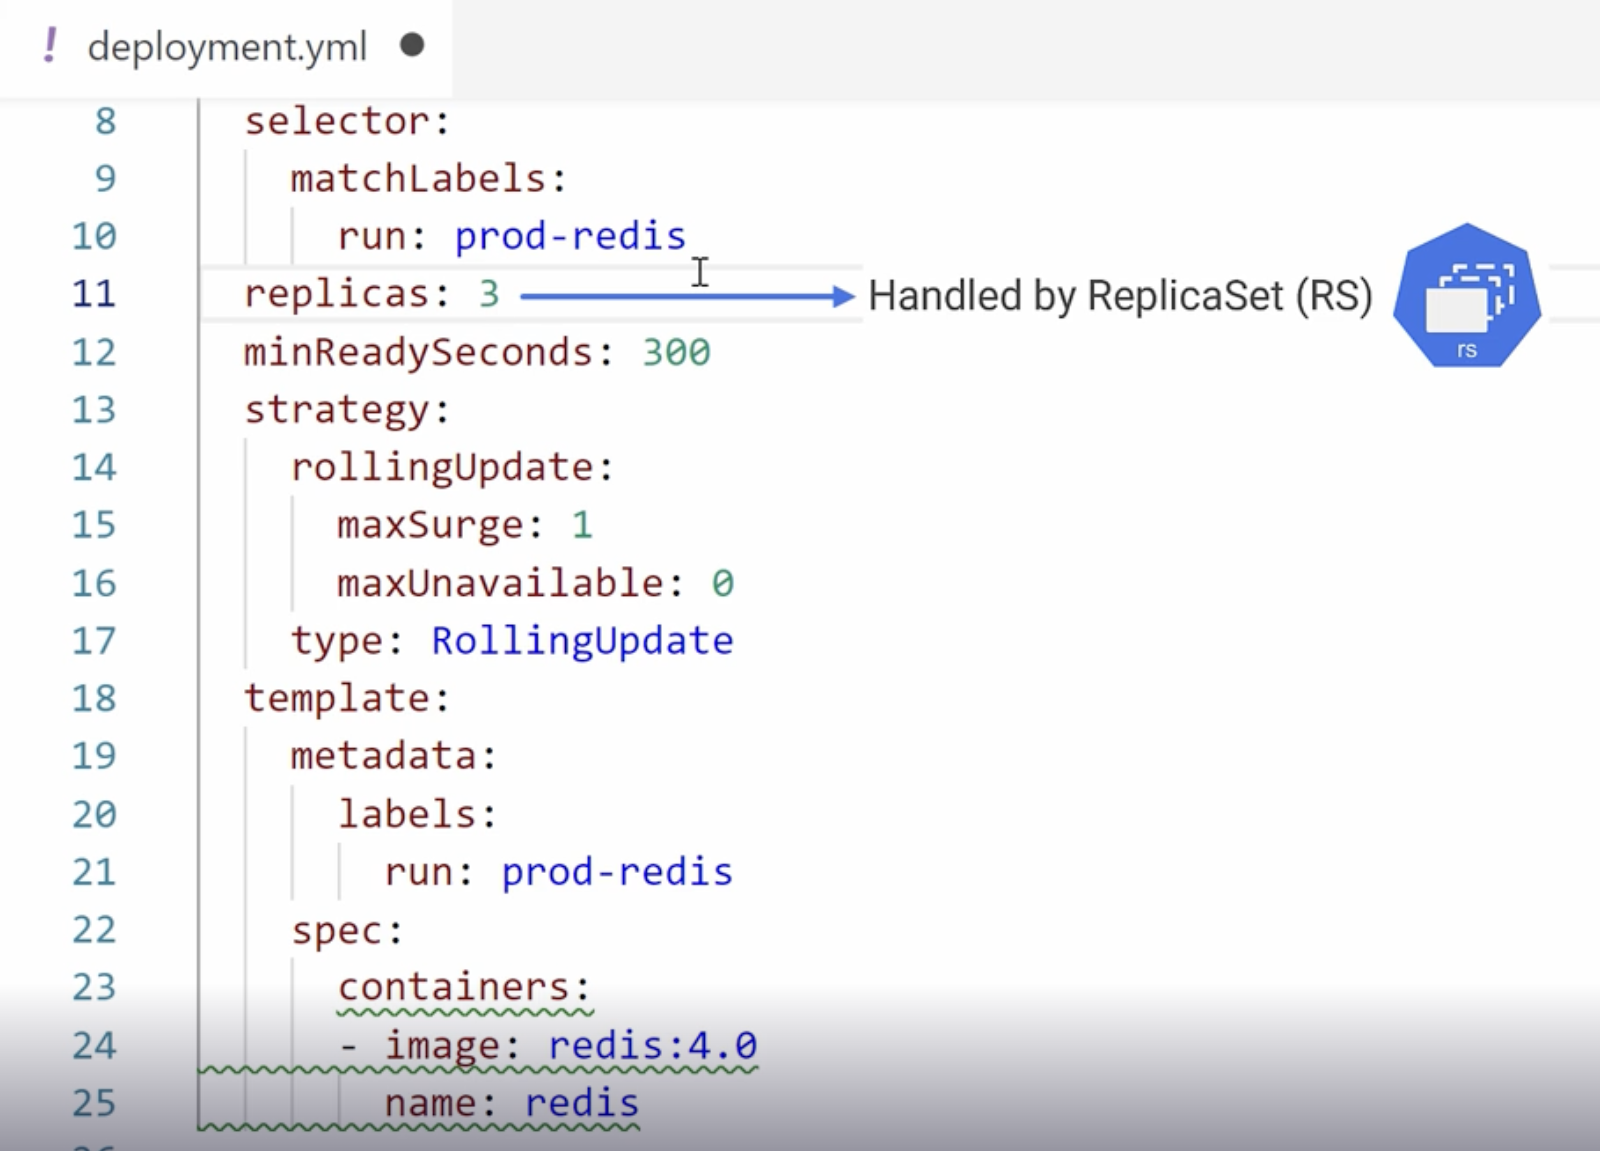 ! deployment.yml
8 selector:
9 matchLabels:
10 run: prod-redis
11 replicas: 3 Handled by ReplicaSet (RS)
rs
12 minReadySeconds: 300
13 strategy:
14 rollingUpdate:
15 maxSurge: 1
16 maxUnavailable: 0
17 type: RollingUpdate
18 template:
19 metadata:
20 labels:
21 run: prod-redis
22 spec:
23 containers:
24 - image: redis:4.0
25 name: redis